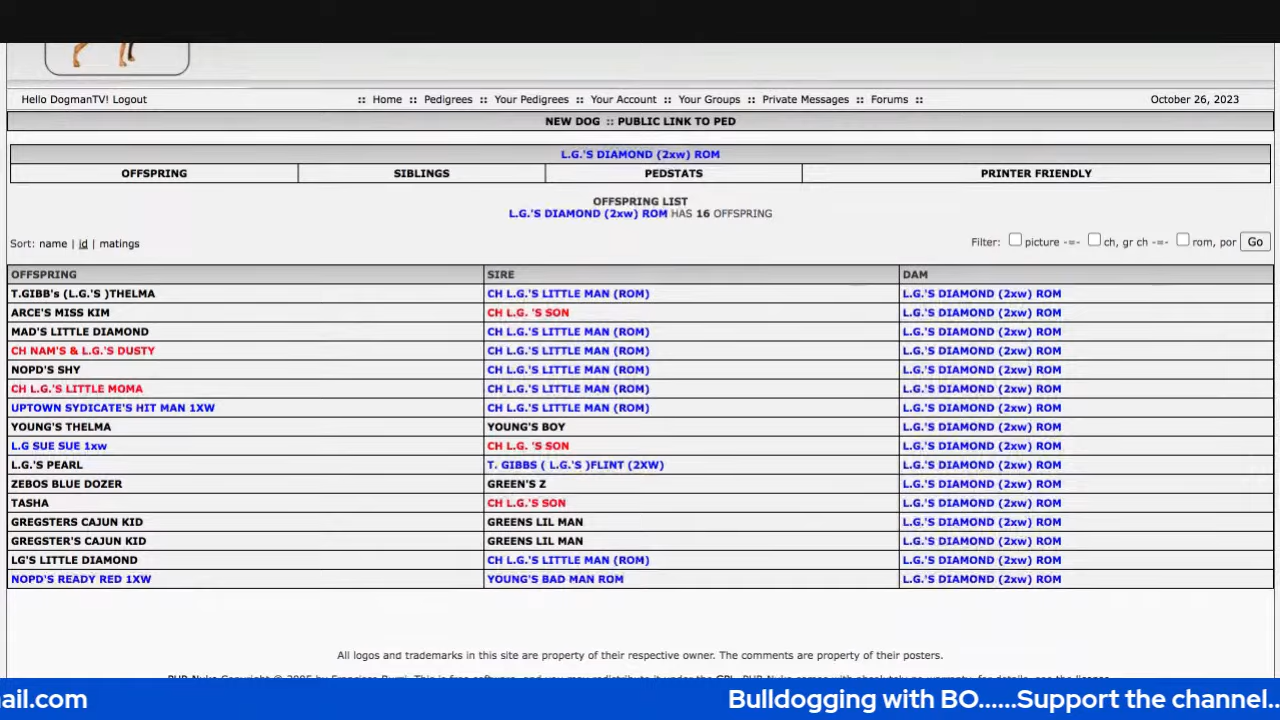 Hello DogmanTV! Logout :: Home :: Pedigrees :: Your Pedigrees :: Your Account :: Your Groups :: Private Messages :: Forums :: October 26, 2023
NEW DOG :: PUBLIC LINK TO PED
L.G.'S DIAMOND (2xw) ROM
OFFSPRING SIBLINGS PEDSTATS PRINTER FRIENDLY
OFFSPRING LIST
L.G.'S DIAMOND (2xw) ROM HAS 16 OFFSPRING
Sort: name | id | matings Filter: picture -=- ch, gr ch -=- rom, por Go
OFFSPRING SIRE DAM
T.GIBB's (L.G.'S )THELMA CH L.G.'S LITTLE MAN (ROM) L.G.'S DIAMOND (2xw) ROM
ARCE'S MISS KIM CH L.G. 'S SON L.G.'S DIAMOND (2xw) ROM
MAD'S LITTLE DIAMOND CH L.G.'S LITTLE MAN (ROM) L.G.'S DIAMOND (2xw) ROM
CH NAM'S & L.G.'S DUSTY CH L.G.'S LITTLE MAN (ROM) L.G.'S DIAMOND (2xw) ROM
NOPD'S SHY CH L.G.'S LITTLE MAN (ROM) L.G.'S DIAMOND (2xw) ROM
CH L.G.'S LITTLE MOMA CH L.G.'S LITTLE MAN (ROM) L.G.'S DIAMOND (2xw) ROM
UPTOWN SYDICATE'S HIT MAN 1XW CH L.G.'S LITTLE MAN (ROM) L.G.'S DIAMOND (2xw) ROM
YOUNG'S THELMA YOUNG'S BOY L.G.'S DIAMOND (2xw) ROM
L.G SUE SUE 1xw CH L.G. 'S SON L.G.'S DIAMOND (2xw) ROM
L.G.'S PEARL T. GIBBS ( L.G.'S )FLINT (2XW) L.G.'S DIAMOND (2xw) ROM
ZEBOS BLUE DOZER GREEN'S Z L.G.'S DIAMOND (2xw) ROM
TASHA CH L.G.'S SON L.G.'S DIAMOND (2xw) ROM
GREGSTERS CAJUN KID GREENS LIL MAN L.G.'S DIAMOND (2xw) ROM
GREGSTER'S CAJUN KID GREENS LIL MAN L.G.'S DIAMOND (2xw) ROM
LG'S LITTLE DIAMOND CH L.G.'S LITTLE MAN (ROM) L.G.'S DIAMOND (2xw) ROM
NOPD'S READY RED 1XW YOUNG'S BAD MAN ROM L.G.'S DIAMOND (2xw) ROM
All logos and trademarks in this site are property of their respective owner. The comments are property of their posters.
ail.com Bulldogging with BO......Support the channel..